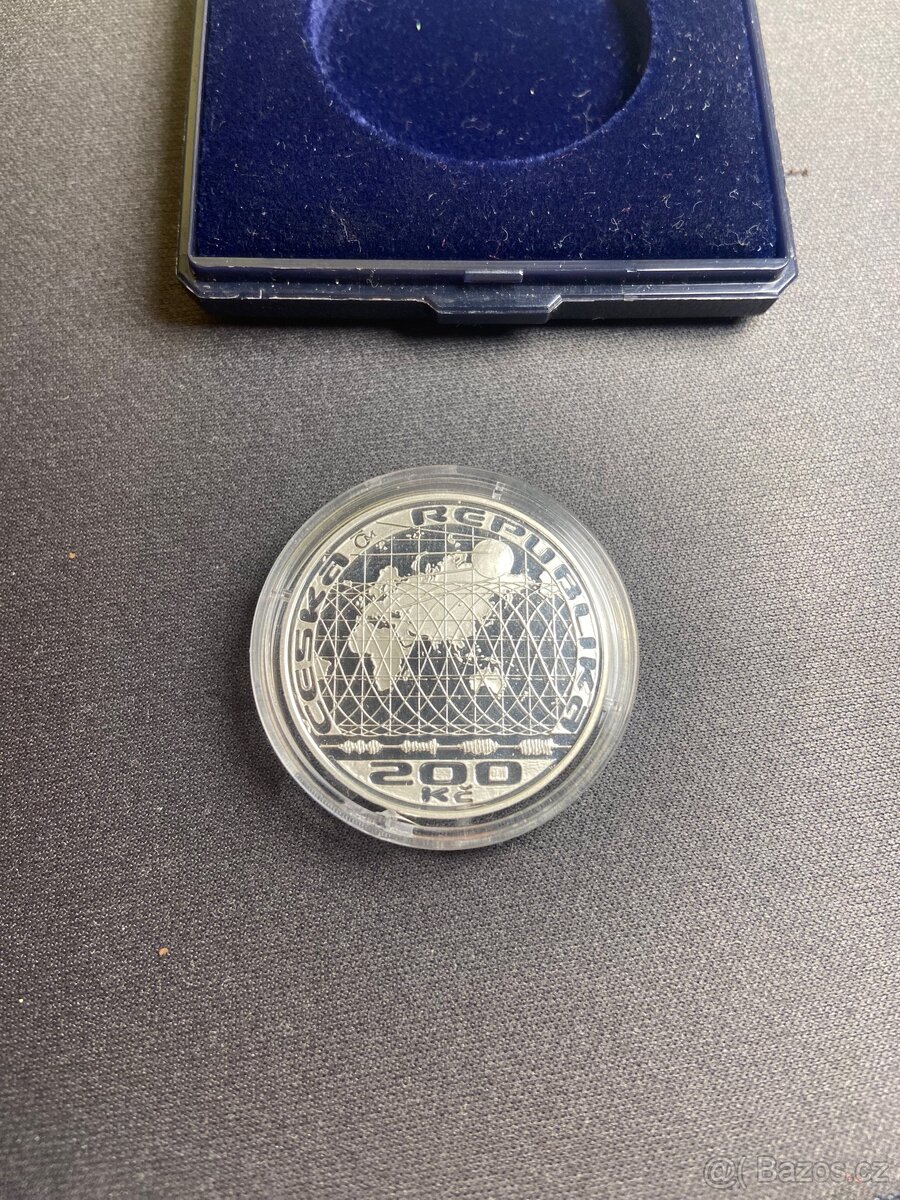 ČESKÁ REPUBLIKA
200
Kč
@( Bazos.cz